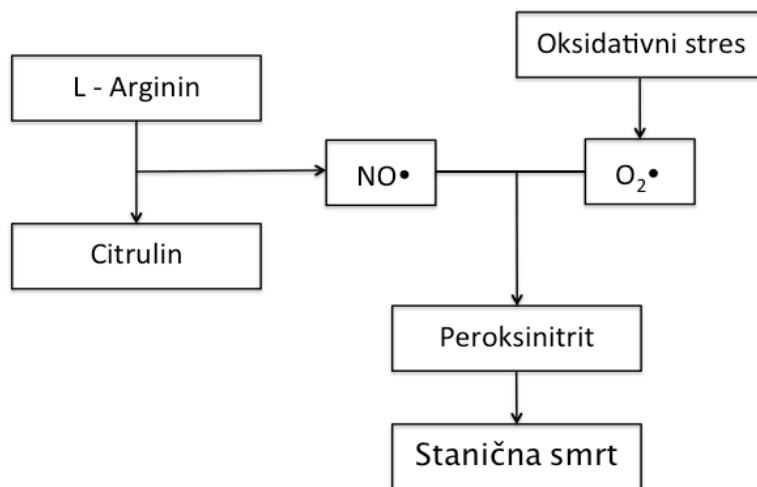 Oksidativni stres
L - Arginin
NO•
O₂•
Citrulin
Peroksinitrit
Stanična smrt